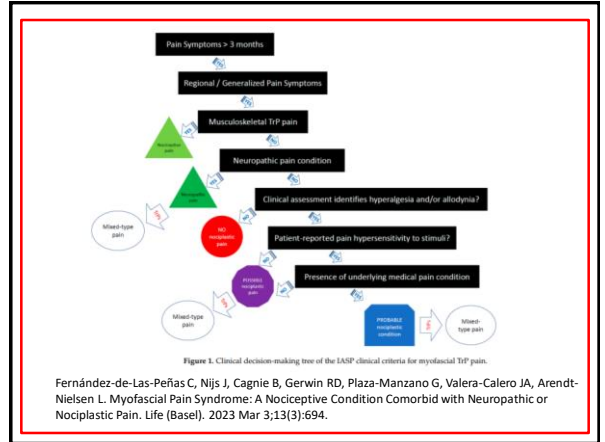 Pain Symptoms > 3 months
Regional / Generalized Pain Symptoms
Musculoskeletal TrP pain
Nociceptive
pain
Neuropathic pain condition
Neuropathic
pain
Clinical assessment identifies hyperalgesia and/or allodynia?
Mixed-type
pain
NO
nociplastic
pain
Patient-reported pain hypersensitivity to stimuli?
POSSIBLE
nociplastic
pain
Presence of underlying medical pain condition
Mixed-type
pain
PROBABLE
nociplastic
condition
Mixed-
type pain
Figure 1. Clinical decision-making tree of the IASP clinical criteria for myofascial TrP pain.
Fernández-de-Las-Peñas C, Nijs J, Cagnie B, Gerwin RD, Plaza-Manzano G, Valera-Calero JA, Arendt-
Nielsen L. Myofascial Pain Syndrome: A Nociceptive Condition Comorbid with Neuropathic or
Nociplastic Pain. Life (Basel). 2023 Mar 3;13(3):694.